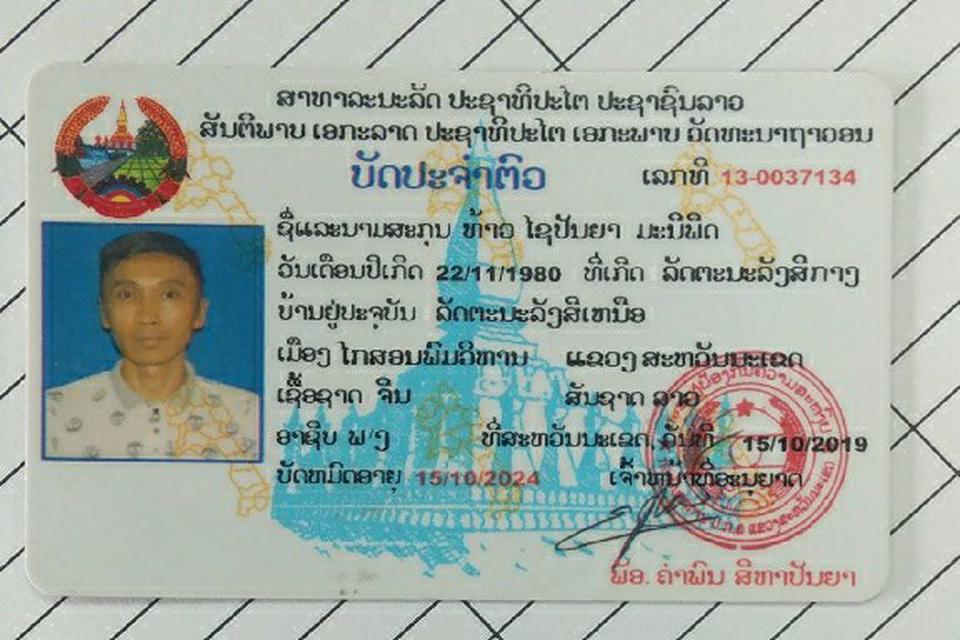 ສາທາລະນະລັດ ປະຊາທິປະໄຕ ປະຊາຊົນລາວ
ສັນຕິພາບ ເອກະລາດ ປະຊາທິປະໄຕ ເອກະພາບ ວັດທະນາຖາວອນ
ບັດປະຈຳຕົວ ເລກທີ 13-0037134
ຊື່ແລະນາມສະກຸນ ທ້າວ ໄຊປັນຍາ ມະນີພິດ
ວັນເດືອນປີເກີດ 22/11/1980 ທີ່ເກີດ ລັດຕະນະລັງສີກາງ
ບ້ານຢູ່ປະຈຸບັນ ລັດຕະນະລັງສີເໜືອ
ເມືອງ ໄກສອນພົມວິຫານ ແຂວງ ສະຫວັນນະເຂດ
ເຊື້ອຊາດ ຈີນ ສັນຊາດ ລາວ
ອາຊີບ ພ/ງ ທີ່ສະຫວັນນະເຂດ, ວັນທີ 15/10/2019
ບັດຫມົດອາຍຸ 15/10/2024 ເຈົ້າຫນ້າທີ່ອະນຸຍາດ
ພອ. ຄຳພົນ ສີຫາປັນຍາ